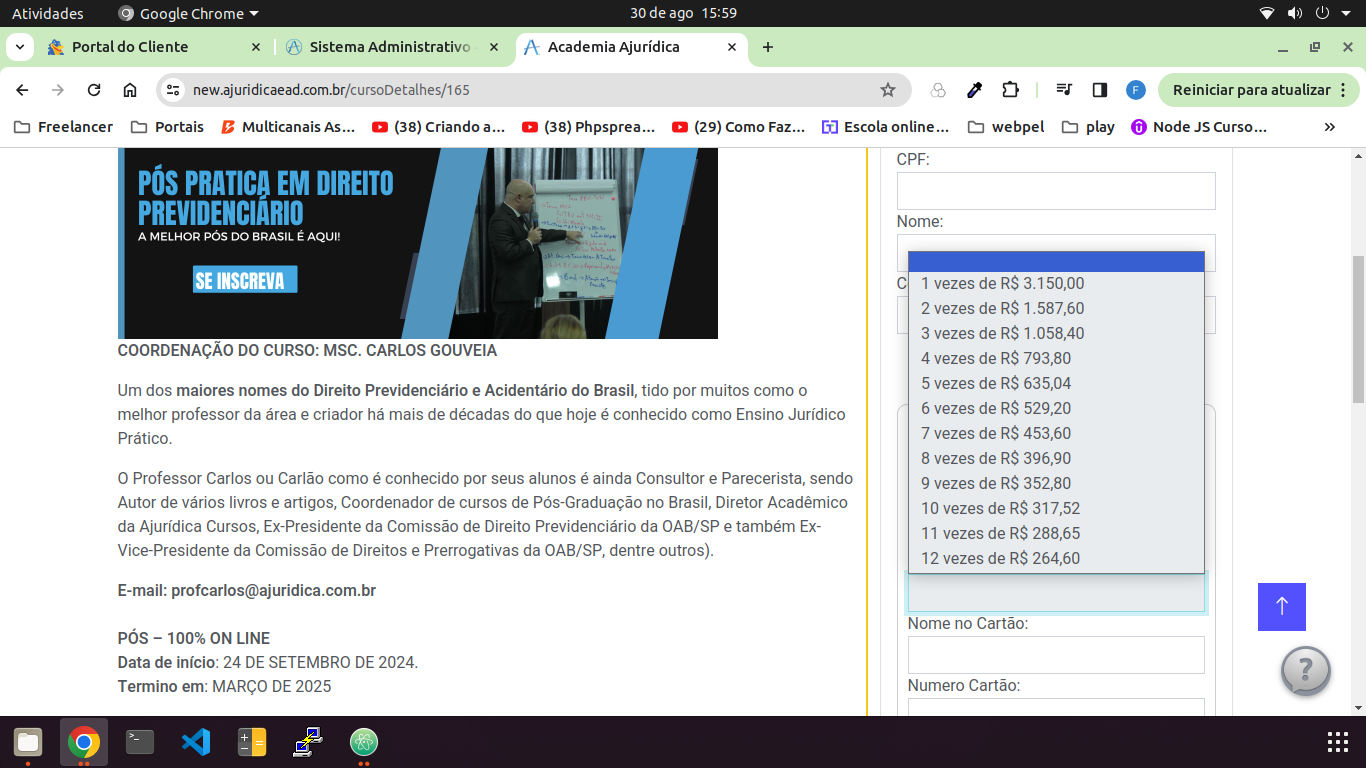 Atividades
Google Chrome
30 de ago 15:59
Portal do Cliente
Sistema Administrativo
Academia Ajurídica
new.ajuridicaead.com.br/cursoDetalhes/165
F
Reiniciar para atualizar
Freelancer
Portais
Multicanais As...
(38) Criando a...
(38) Phpsprea...
(29) Como Faz...
Escola online...
webpel
play
Node JS Curso...
»
PÓS PRATICA EM DIREITO
PREVIDENCIÁRIO
A MELHOR PÓS DO BRASIL É AQUI!
SE INSCREVA
COORDENAÇÃO DO CURSO: MSC. CARLOS GOUVEIA
Um dos maiores nomes do Direito Previdenciário e Acidentário do Brasil, tido por muitos como o
melhor professor da área e criador há mais de décadas do que hoje é conhecido como Ensino Jurídico
Prático.
O Professor Carlos ou Carlão como é conhecido por seus alunos é ainda Consultor e Parecerista, sendo
Autor de vários livros e artigos, Coordenador de cursos de Pós-Graduação no Brasil, Diretor Acadêmico
da Ajurídica Cursos, Ex-Presidente da Comissão de Direito Previdenciário da OAB/SP e também Ex-
Vice-Presidente da Comissão de Direitos e Prerrogativas da OAB/SP, dentre outros).
E-mail: profcarlos@ajuridica.com.br
PÓS – 100% ON LINE
Data de início: 24 DE SETEMBRO DE 2024.
Termino em: MARÇO DE 2025
CPF:
Nome:
1 vezes de R$ 3.150,00
2 vezes de R$ 1.587,60
3 vezes de R$ 1.058,40
4 vezes de R$ 793,80
5 vezes de R$ 635,04
6 vezes de R$ 529,20
7 vezes de R$ 453,60
8 vezes de R$ 396,90
9 vezes de R$ 352,80
10 vezes de R$ 317,52
11 vezes de R$ 288,65
12 vezes de R$ 264,60
Nome no Cartão:
Numero Cartão:
?